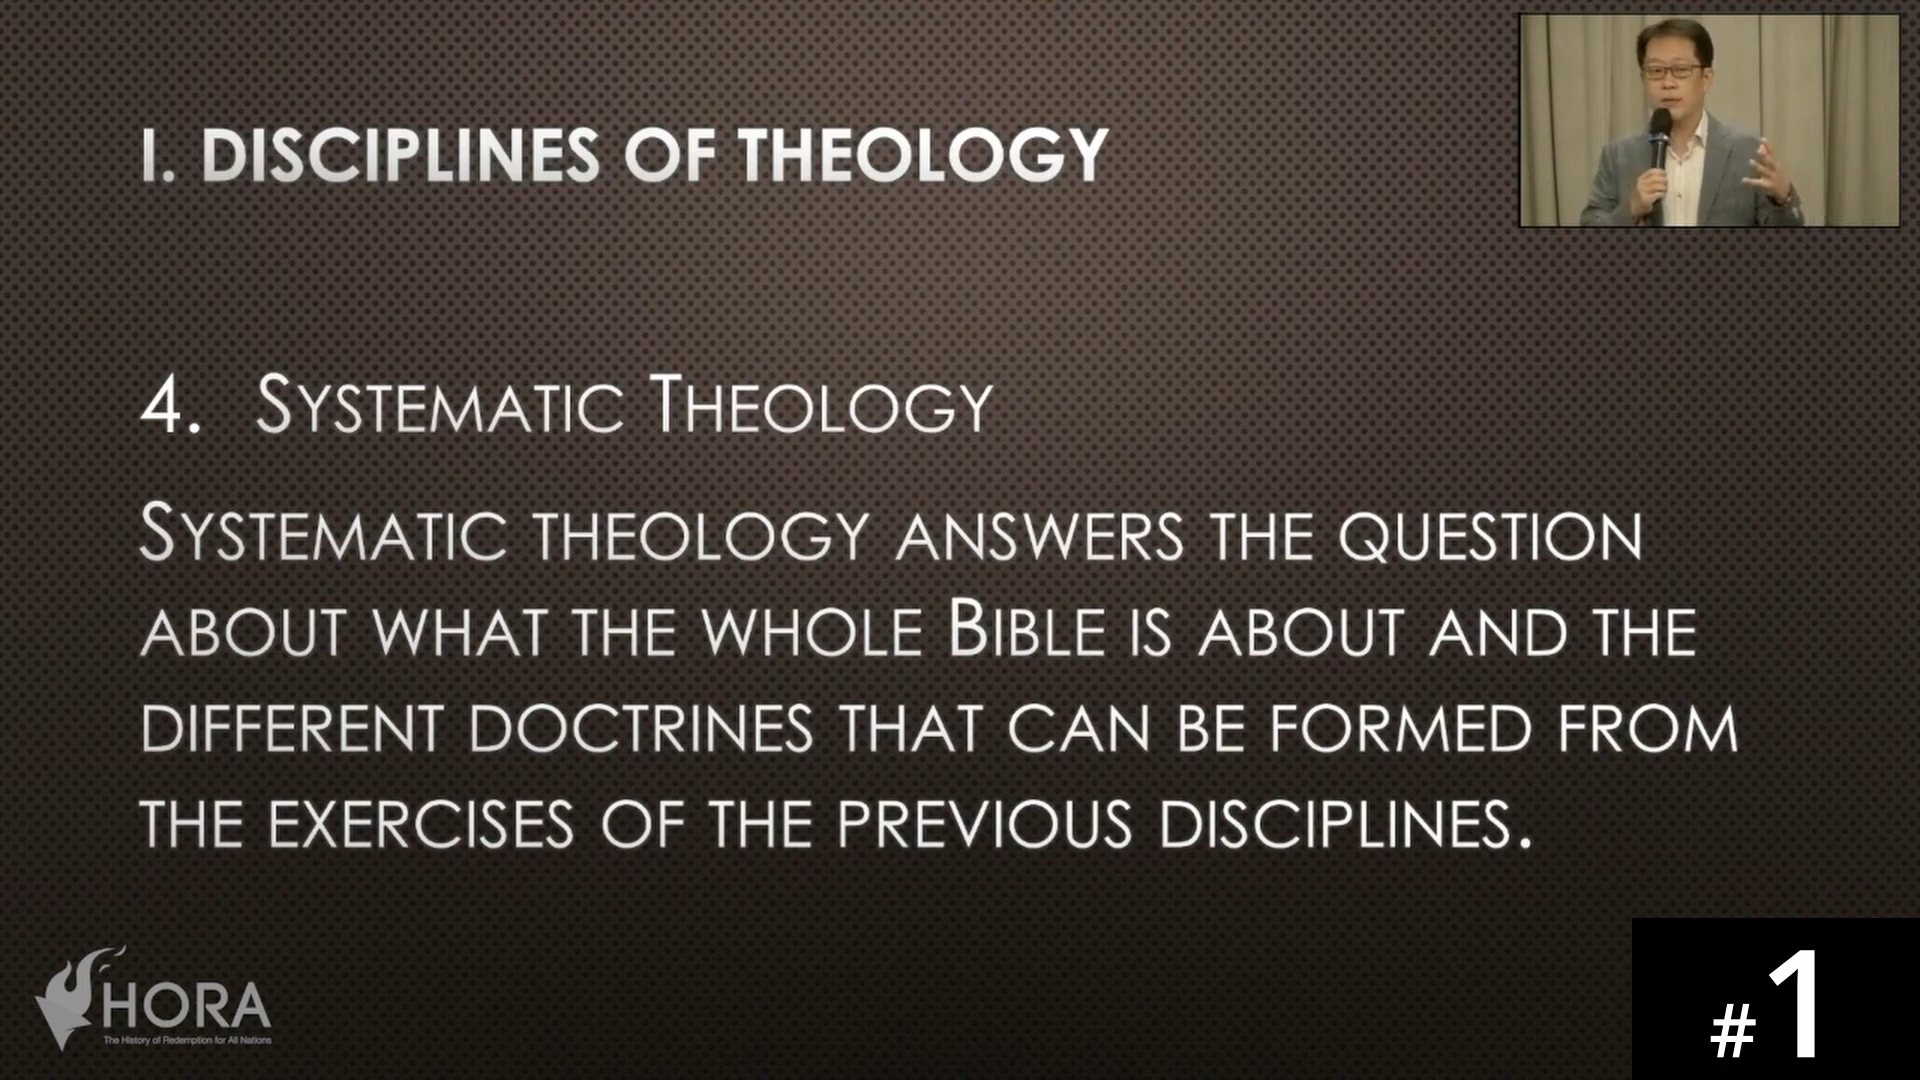 I. DISCIPLINES OF THEOLOGY
4. SYSTEMATIC THEOLOGY
SYSTEMATIC THEOLOGY ANSWERS THE QUESTION
ABOUT WHAT THE WHOLE BIBLE IS ABOUT AND THE
DIFFERENT DOCTRINES THAT CAN BE FORMED FROM
THE EXERCISES OF THE PREVIOUS DISCIPLINES.
HORA
The History of Redemption for All Nations
#1